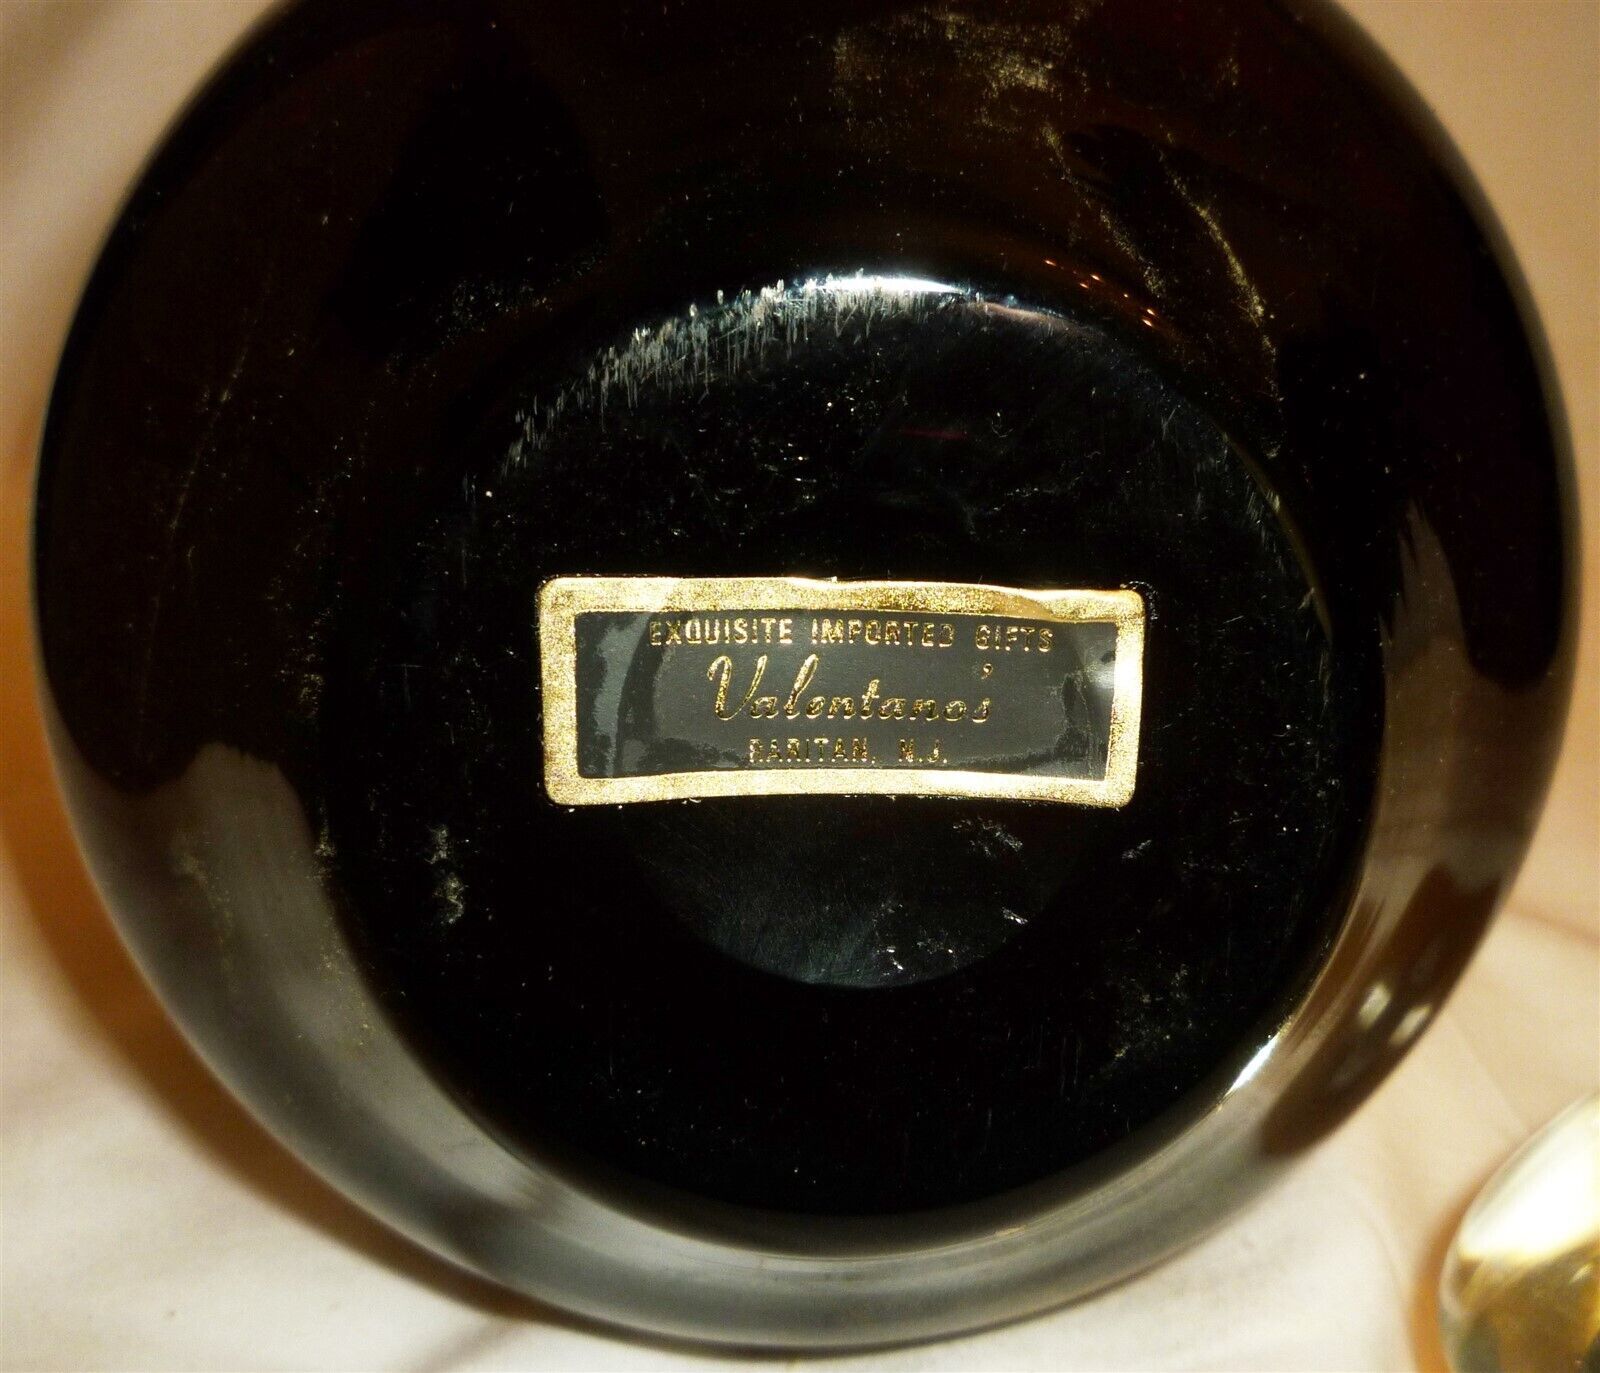 EXQUISITE IMPORTED GIFTS
Valentano's
RARITAN, N.J.